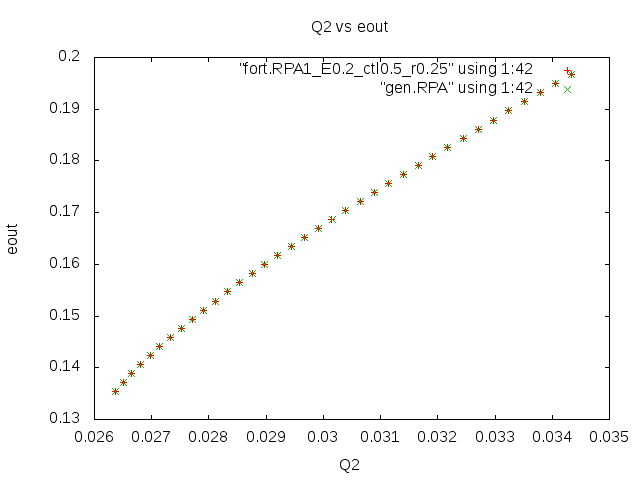 Q2 vs eout
"fort.RPA1_E0.2_ctl0.5_r0.25" using 1:42
"gen.RPA" using 1:42
0.2
0.19
0.18
0.17
0.16
0.15
0.14
0.13
eout
0.026 0.027 0.028 0.029 0.03 0.031 0.032 0.033 0.034 0.035
Q2